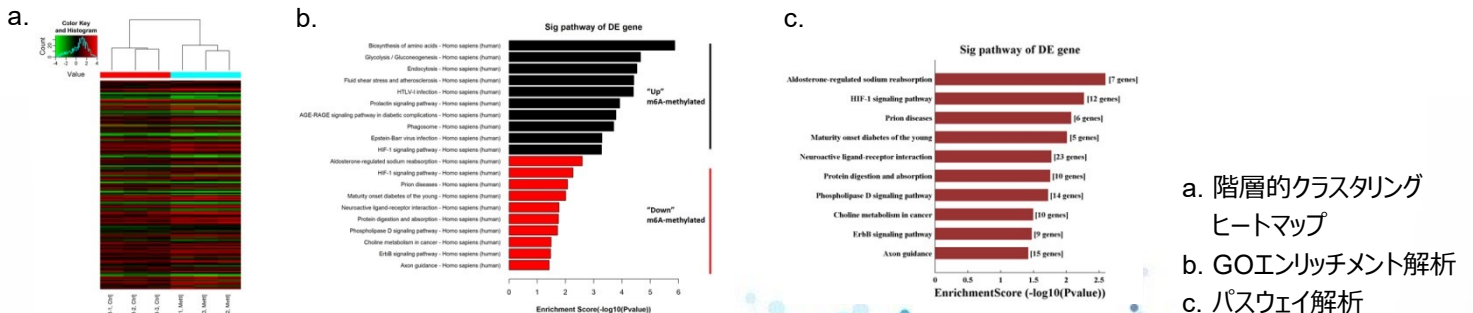 a.
Color Key
and Histogram
Count
0 20
-4 -2 0 2 4
Value
b.
Sig pathway of DE gene
Biosynthesis of amino acids - Homo sapiens (human)
Glycolysis / Gluconeogenesis - Homo sapiens (human)
Endocytosis - Homo sapiens (human)
Fluid shear stress and atherosclerosis - Homo sapiens (human)
HTLV-I infection - Homo sapiens (human)
Prolactin signaling pathway - Homo sapiens (human)
AGE-RAGE signaling pathway in diabetic complications - Homo sapiens (human)
Phagosome - Homo sapiens (human)
Epstein-Barr virus infection - Homo sapiens (human)
HIF-1 signaling pathway - Homo sapiens (human)
Aldosterone-regulated sodium reabsorption - Homo sapiens (human)
HIF-1 signaling pathway - Homo sapiens (human)
Prion diseases - Homo sapiens (human)
Maturity onset diabetes of the young - Homo sapiens (human)
Neuroactive ligand-receptor interaction - Homo sapiens (human)
Protein digestion and absorption - Homo sapiens (human)
Phospholipase D signaling pathway - Homo sapiens (human)
Choline metabolism in cancer - Homo sapiens (human)
ErbB signaling pathway - Homo sapiens (human)
Axon guidance - Homo sapiens (human)
"Up"
m6A-methylated
"Down"
m6A-methylated
0 1 2 3 4 5 6
Enrichment Score(-log10(Pvalue))
c.
Sig pathway of DE gene
Aldosterone-regulated sodium reabsorption [7 genes]
HIF-1 signaling pathway [12 genes]
Prion diseases [6 genes]
Maturity onset diabetes of the young [5 genes]
Neuroactive ligand-receptor interaction [23 genes]
Protein digestion and absorption [10 genes]
Phospholipase D signaling pathway [14 genes]
Choline metabolism in cancer [10 genes]
ErbB signaling pathway [9 genes]
Axon guidance [15 genes]
0 0.5 1 1.5 2 2.5
EnrichmentScore (-log10(Pvalue))
a. 階層的クラスタリング
ヒートマップ
b. GOエンリッチメント解析
c. パスウェイ解析